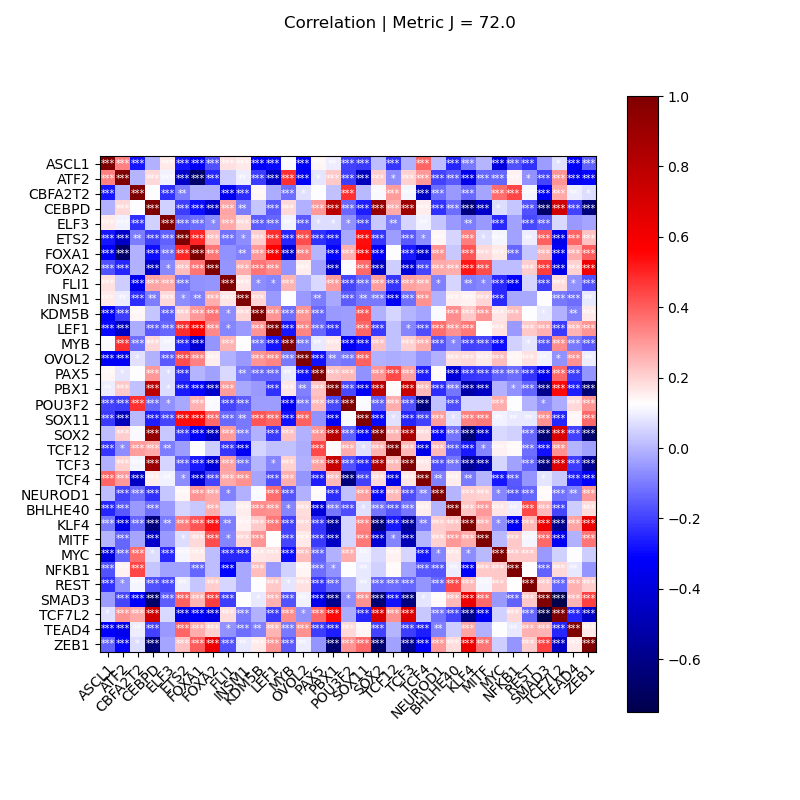 Correlation | Metric J = 72.0
ASCL1
ATF2
CBFA2T2
CEBPD
ELF3
ETS2
FOXA1
FOXA2
FLI1
INSM1
KDM5B
LEF1
MYB
OVOL2
PAX5
PBX1
POU3F2
SOX11
SOX2
TCF12
TCF3
TCF4
NEUROD1
BHLHE40
KLF4
MITF
MYC
NFKB1
REST
SMAD3
TCF7L2
TEAD4
ZEB1
ASCL1
ATF2
CBFA2T2
CEBPD
ELF3
ETS2
FOXA1
FOXA2
FLI1
INSM1
KDM5B
LEF1
MYB
OVOL2
PAX5
PBX1
POU3F2
SOX11
SOX2
TCF12
TCF3
TCF4
NEUROD1
BHLHE40
KLF4
MITF
MYC
NFKB1
REST
SMAD3
TCF7L2
TEAD4
ZEB1
1.0
0.8
0.6
0.4
0.2
0.0
−0.2
−0.4
−0.6